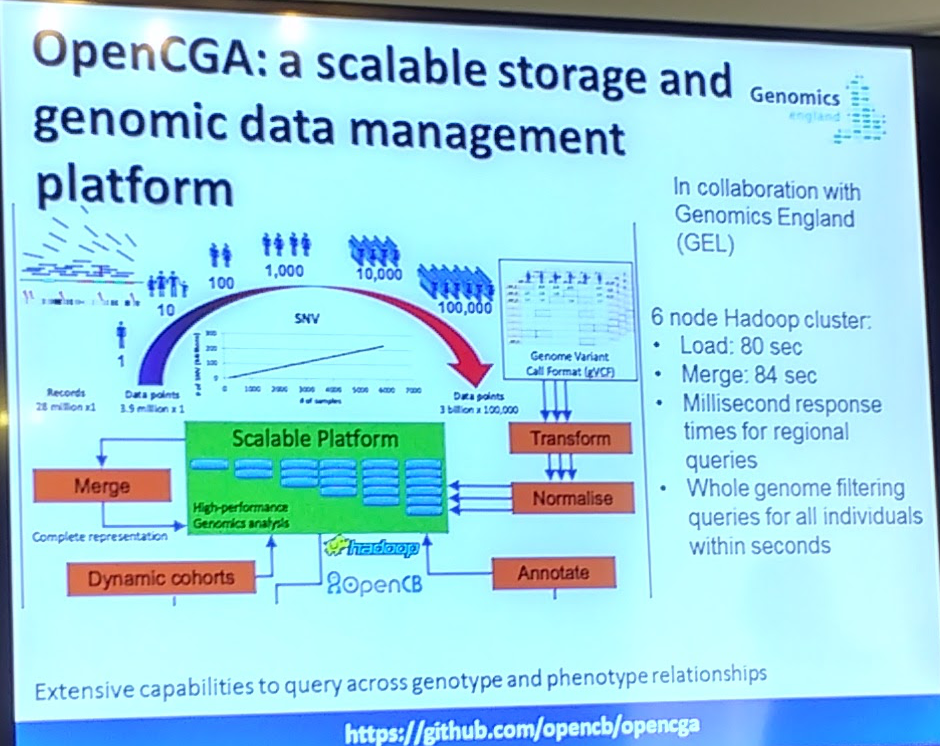 OpenCGA: a scalable storage and
genomic data management
platform
Genomics
england
In collaboration with
Genomics England
(GEL)
1
10
100
1,000
10,000
100,000
SNV
300
200
100
0
0 1000 2000 3000 4000 5000 6000 7000
# of samples
Records
28 million x1
Data points
3.9 million x 1
Data points
3 billion x 100,000
Genome Variant
Call Format (gVCF)
Transform
Normalise
Annotate
Scalable Platform
High-performance
Genomics analysis
Merge
Complete representation
Dynamic cohorts
hadoop
OpenCB
6 node Hadoop cluster:
• Load: 80 sec
• Merge: 84 sec
• Millisecond response
times for regional
queries
• Whole genome filtering
queries for all individuals
within seconds
Extensive capabilities to query across genotype and phenotype relationships
https://github.com/opencb/opencga